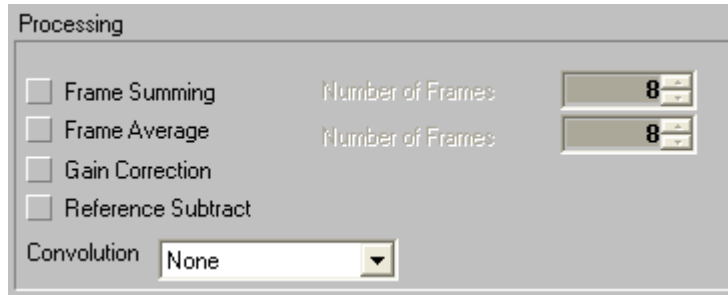 Processing
Frame Summing Number of Frames 8
Frame Average Number of Frames 8
Gain Correction
Reference Subtract
Convolution None